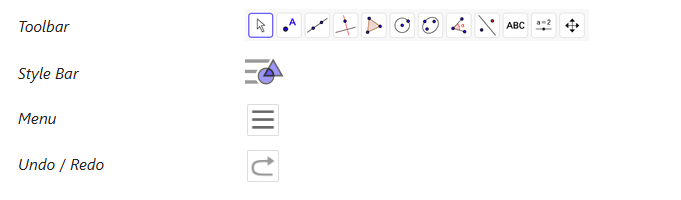 Toolbar A α ABC a=2
Style Bar
Menu
Undo / Redo